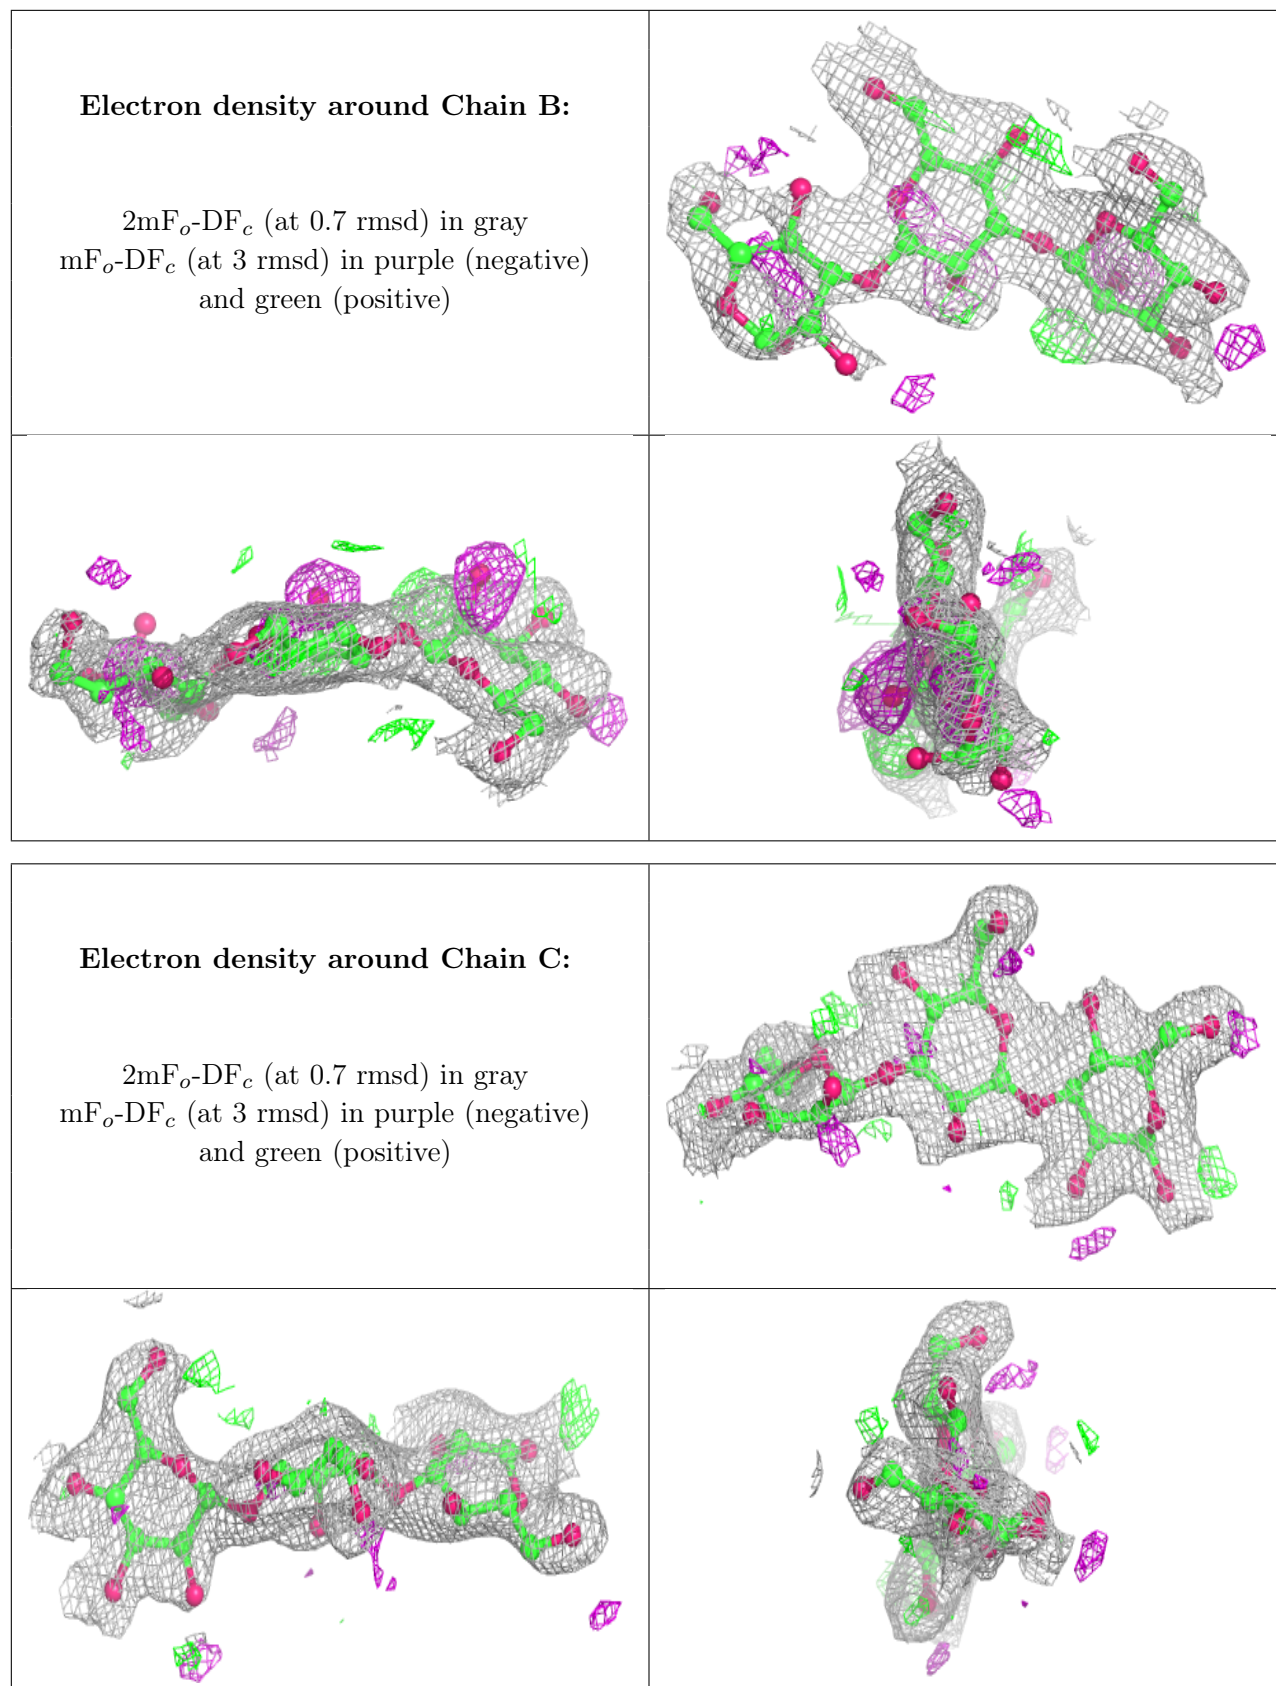 Electron density around Chain B:
2mFₒ-DF𝒸 (at 0.7 rmsd) in gray
mFₒ-DF𝒸 (at 3 rmsd) in purple (negative)
and green (positive)
Electron density around Chain C:
2mFₒ-DF𝒸 (at 0.7 rmsd) in gray
mFₒ-DF𝒸 (at 3 rmsd) in purple (negative)
and green (positive)